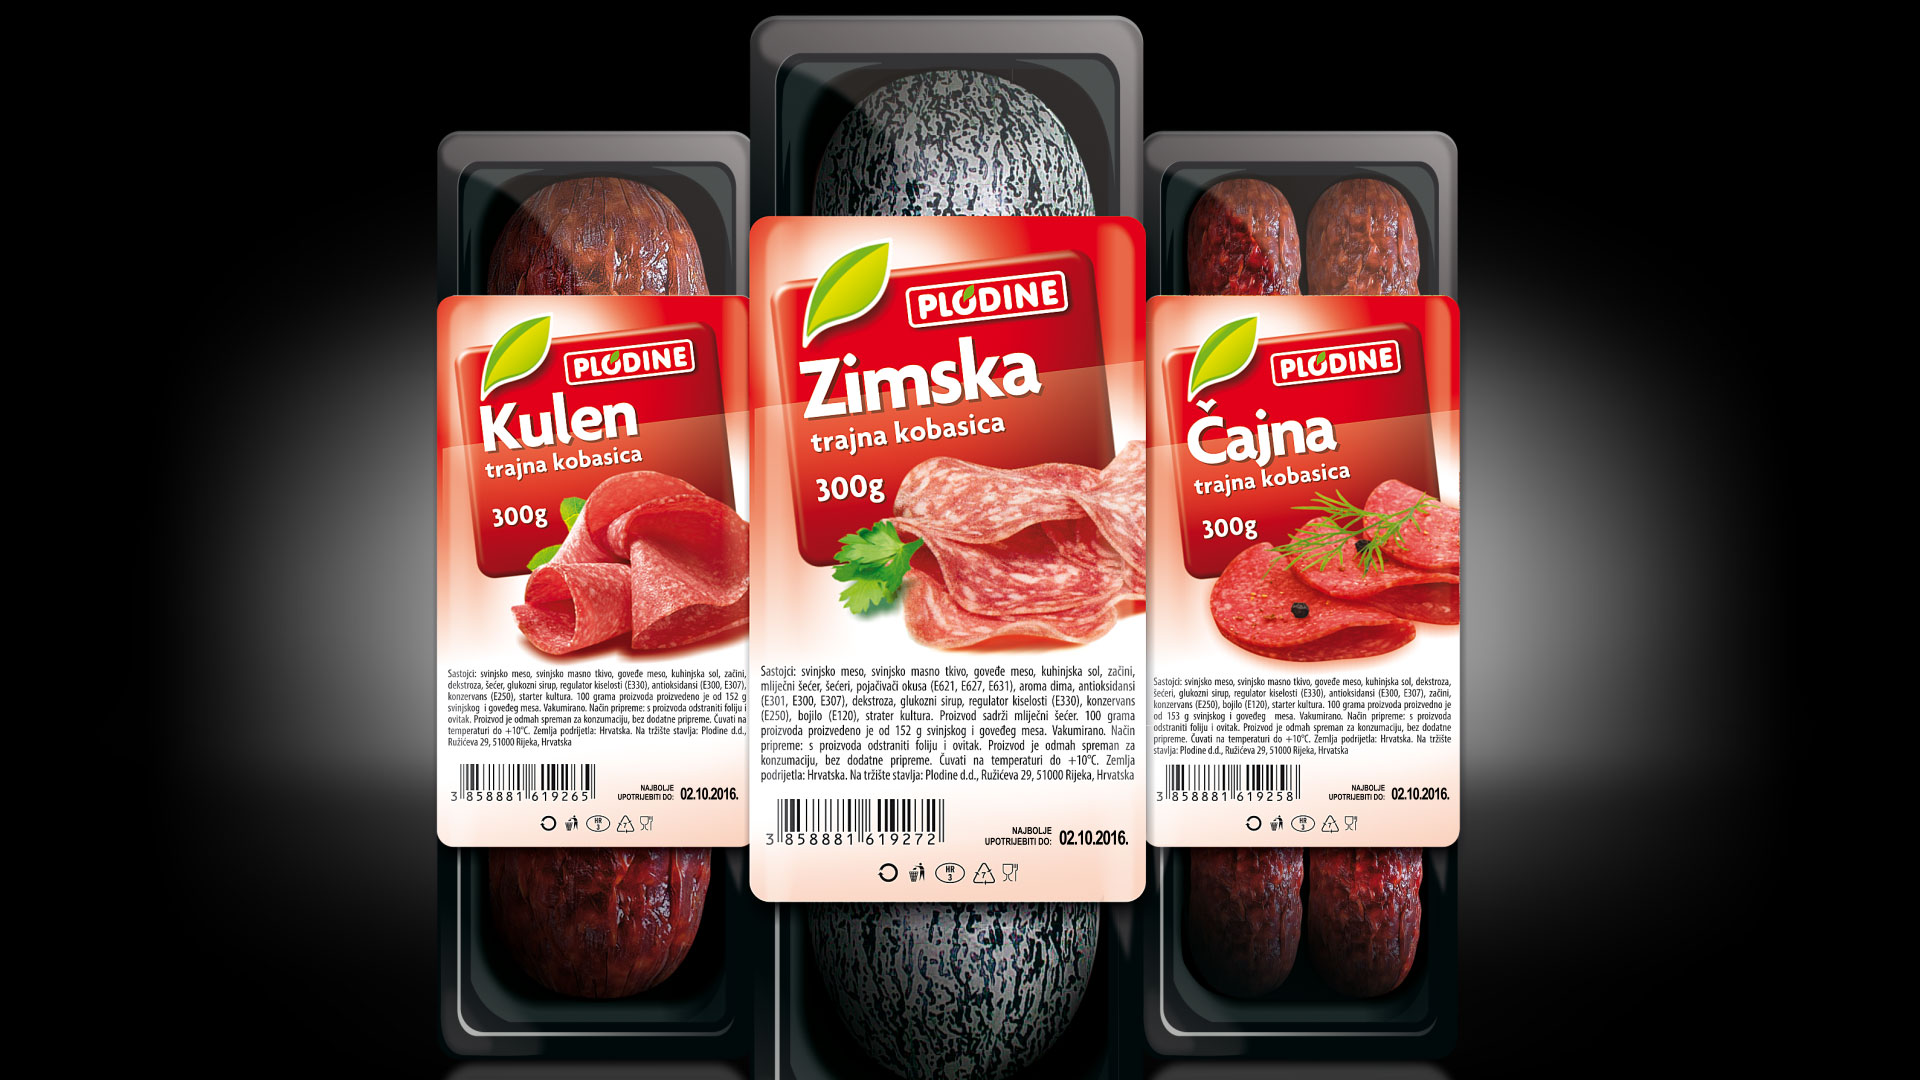 PLODINE
Kulen
trajna kobasica
300g
Sastojci: svinjsko meso, svinjsko masno tkivo, goveđe meso, kuhinjska sol, začini,
dekstroza, šećer, glukozni sirup, regulator kiselosti (E330), antioksidansi (E300, E307),
konzervans (E250), starter kultura. 100 grama proizvoda proizvedeno je od 152 g
svinjskog i goveđeg mesa. Vakumirano. Način pripreme: s proizvoda odstraniti foliju i
ovitak. Proizvod je odmah spreman za konzumaciju, bez dodatne pripreme. Čuvati na
temperaturi do +10°C. Zemlja podrijetla: Hrvatska. Na tržište stavlja: Plodine d.d.,
Ružićeva 29, 51000 Rijeka, Hrvatska
3 858881 619265
NAJBOLJE
UPOTRIJEBITI DO: 02.10.2016.
HR
3
7
PLODINE
Zimska
trajna kobasica
300g
Sastojci: svinjsko meso, svinjsko masno tkivo, goveđe meso, kuhinjska sol, začini,
mliječni šećer, šećeri, pojačivači okusa (E621, E627, E631), aroma dima, antioksidansi
(E301, E300, E307), dekstroza, glukozni sirup, regulator kiselosti (E330), konzervans
(E250), bojilo (E120), strater kultura. Proizvod sadrži mliječni šećer. 100 grama
proizvoda proizvedeno je od 152 g svinjskog i goveđeg mesa. Vakumirano. Način
pripreme: s proizvoda odstraniti foliju i ovitak. Proizvod je odmah spreman za
konzumaciju, bez dodatne pripreme. Čuvati na temperaturi do +10°C. Zemlja
podrijetla: Hrvatska. Na tržište stavlja: Plodine d.d., Ružićeva 29, 51000 Rijeka, Hrvatska
3 858881 619272
NAJBOLJE
UPOTRIJEBITI DO: 02.10.2016.
HR
3
7
PLODINE
Čajna
trajna kobasica
300g
Sastojci: svinjsko meso, svinjsko masno tkivo, goveđe meso, kuhinjska sol, dekstroza,
šećeri, glukozni sirup, regulator kiselosti (E330), antioksidansi (E300, E307), začini,
konzervans (E250), bojilo (E120), starter kultura. 100 grama proizvoda proizvedno je
od 153 g svinjskog i goveđeg mesa. Vakumirano. Način pripreme: s proizvoda
odstraniti foliju i ovitak. Proizvod je odmah spreman za konzumaciju, bez dodatne
pripreme. Čuvati na temperaturi do +10°C. Zemlja podrijetla: Hrvatska. Na tržište
stavlja: Plodine d.d., Ružićeva 29, 51000 Rijeka, Hrvatska
3 858881 619258
NAJBOLJE
UPOTRIJEBITI DO: 02.10.2016.
HR
3
7